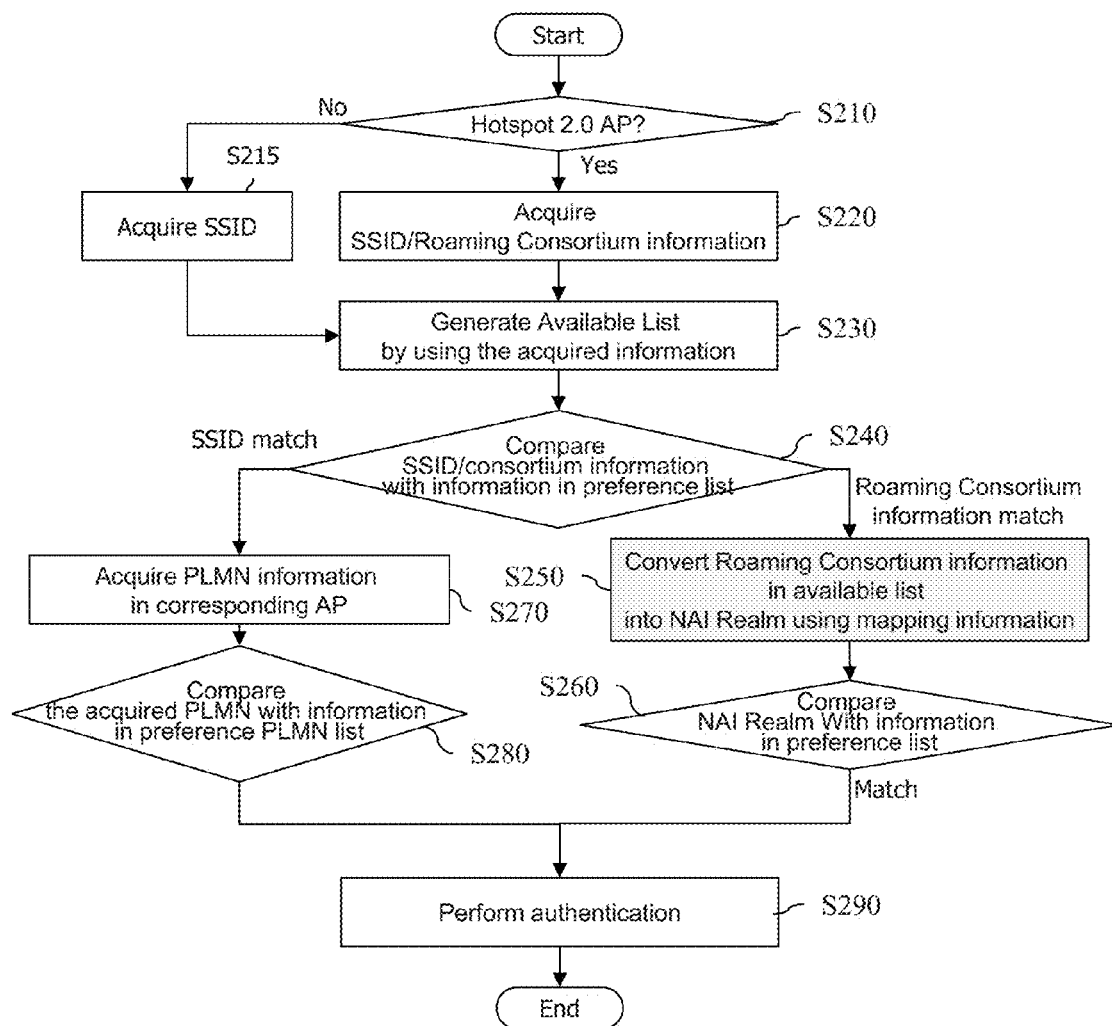 Start
No
Hotspot 2.0 AP?
S210
Yes
S215
Acquire SSID
Acquire
SSID/Roaming Consortium information
S220
Generate Available List
by using the acquired information
S230
SSID match
Compare
SSID/consortium information
with information in preference list
S240
Roaming Consortium
information match
Acquire PLMN information
in corresponding AP
S270
S250
Convert Roaming Consortium information
in available list
into NAI Realm using mapping information
Compare
the acquired PLMN with information
in preference PLMN list
S280
S260
Compare
NAI Realm With information
in preference list
Match
Perform authentication
S290
End